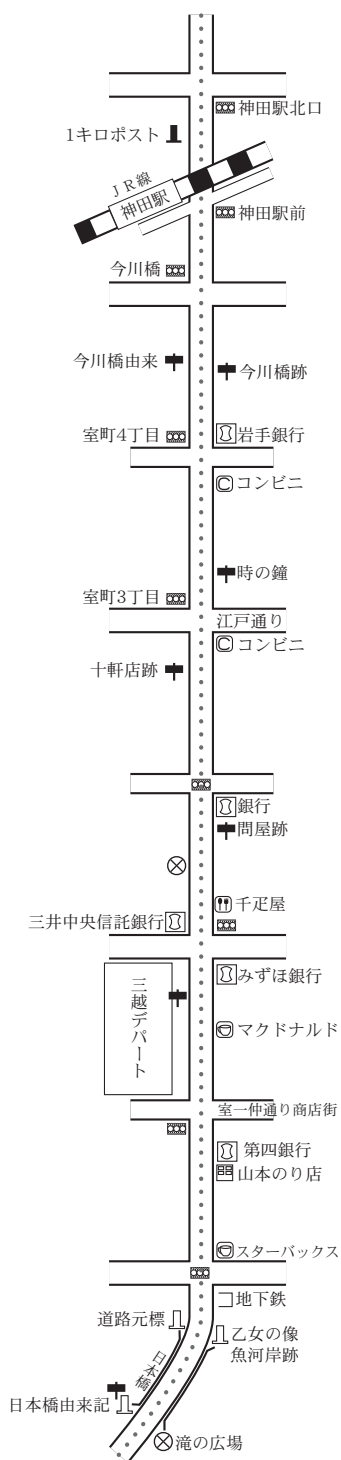 神田駅北口
1キロポスト
JR線
神田駅
神田駅前
今川橋
今川橋由来
今川橋跡
室町4丁目
岩手銀行
C コンビニ
時の鐘
室町3丁目
江戸通り
C コンビニ
十軒店跡
銀行
問屋跡
千疋屋
三井中央信託銀行
みずほ銀行
三越デパート
マクドナルド
室一仲通り商店街
第四銀行
山本のり店
スターバックス
地下鉄
道路元標
乙女の像
魚河岸跡
日本橋
日本橋由来記
滝の広場